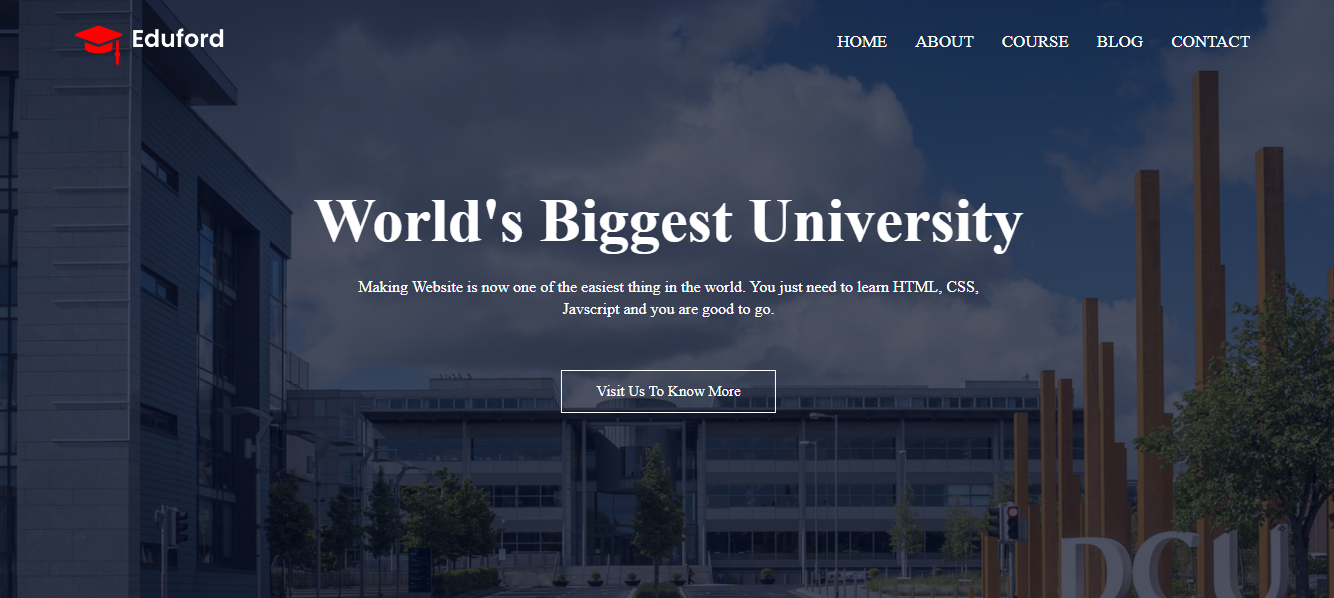 Eduford
HOME ABOUT COURSE BLOG CONTACT
World's Biggest University
Making Website is now one of the easiest thing in the world. You just need to learn HTML, CSS,
Javscript and you are good to go.
Visit Us To Know More
DCU